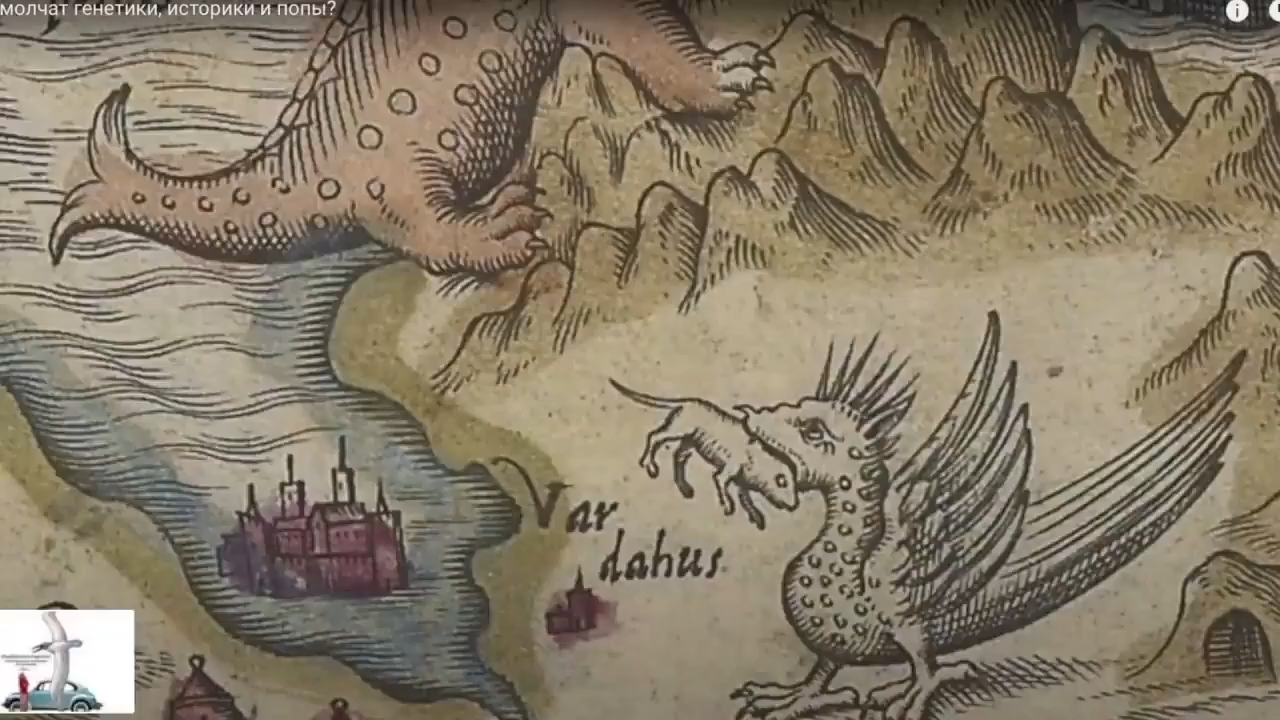 молчат генетики, историки и попы?
Var
dahus